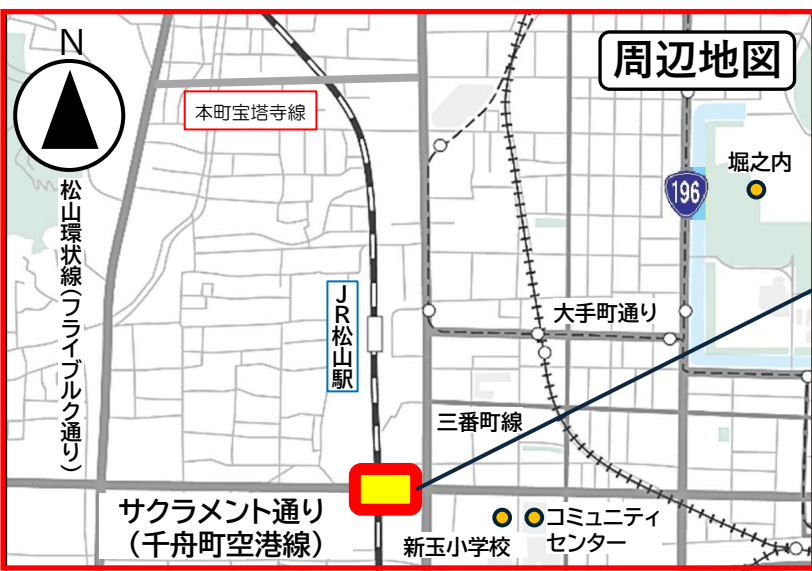 周辺地図
N
本町宝塔寺線
堀之内
196
松山環状線(フライブルク通り)
JR松山駅
大手町通り
三番町線
サクラメント通り
(千舟町空港線)
新玉小学校
コミュニティ
センター